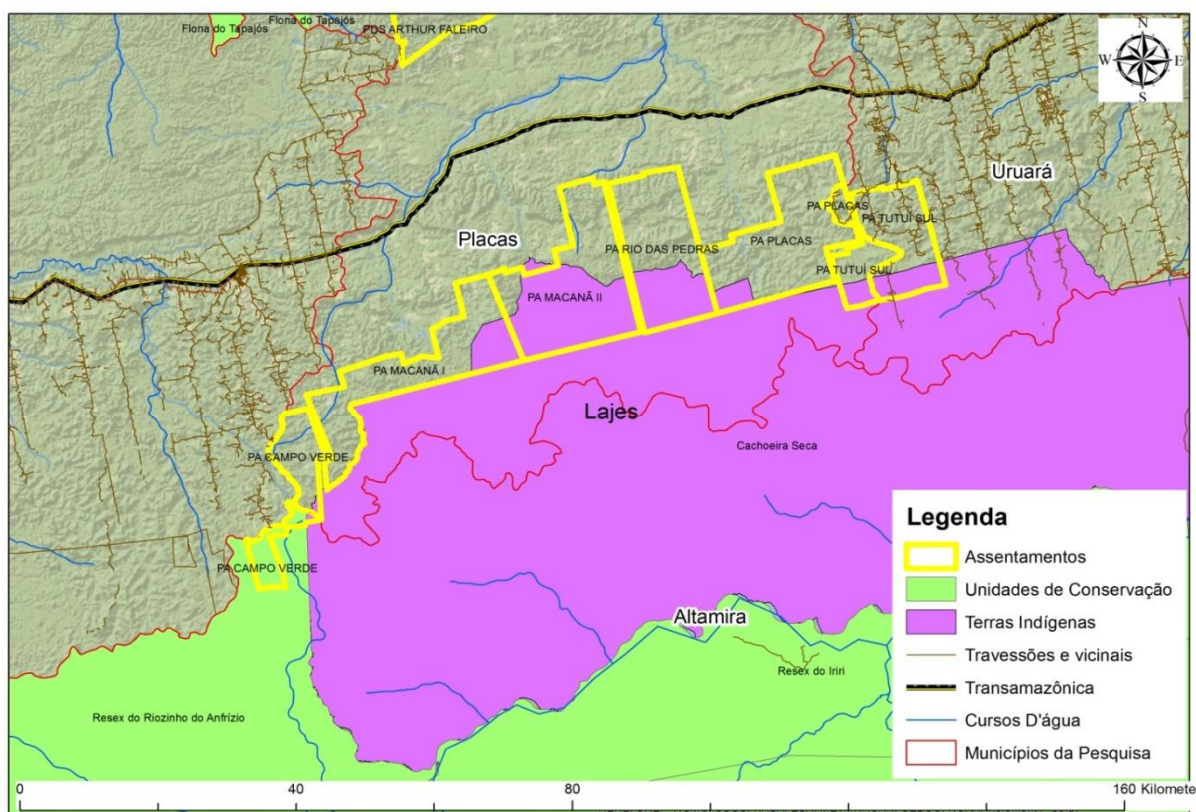 Flona do Tapajós
Flona do Tapajós
PDS ARTHUR FALEIRO
N
W
E
S
Uruará
PA PLACAS
PA TUTUÍ SUL
Placas
PA RIO DAS PEDRAS
PA PLACAS
PA TUTUÍ SUL
PA MACANÃ II
PA MACANÃ I
Lajes
Cachoeira Seca
PA CAMPO VERDE
PA CAMPO VERDE
Altamira
Resex do Iriri
Resex do Riozinho do Anfrízio
Legenda
Assentamentos
Unidades de Conservação
Terras Indígenas
Travessões e vicinais
Transamazônica
Cursos D'água
Municípios da Pesquisa
0 40 80 160 Kilomete